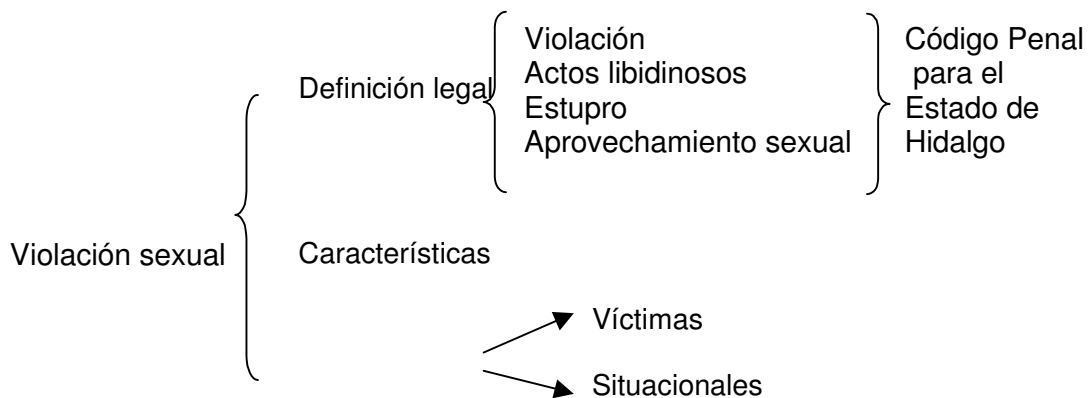 Violación sexual
Definición legal
Violación
Actos libidinosos
Estupro
Aprovechamiento sexual
Código Penal
para el
Estado de
Hidalgo
Características
Víctimas
Situacionales